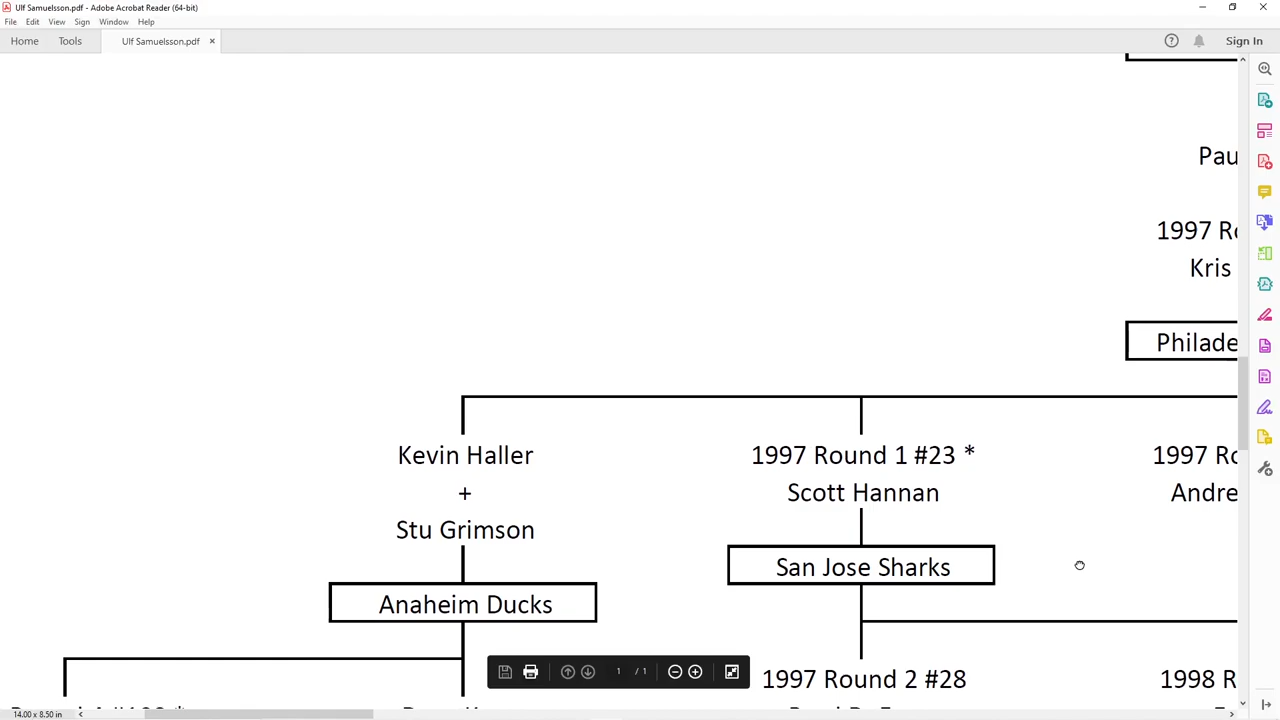 Ulf Samuelsson.pdf - Adobe Acrobat Reader (64-bit)
File Edit View Sign Window Help
Home Tools Ulf Samuelsson.pdf × Sign In
Pau
1997 Ro
Kris
Philade
Kevin Haller 1997 Round 1 #23 * 1997 Ro
+ Scott Hannan Andre
Stu Grimson
San Jose Sharks
Anaheim Ducks
1 / 1
1997 Round 2 #28 1998 R
14.00 x 8.50 in